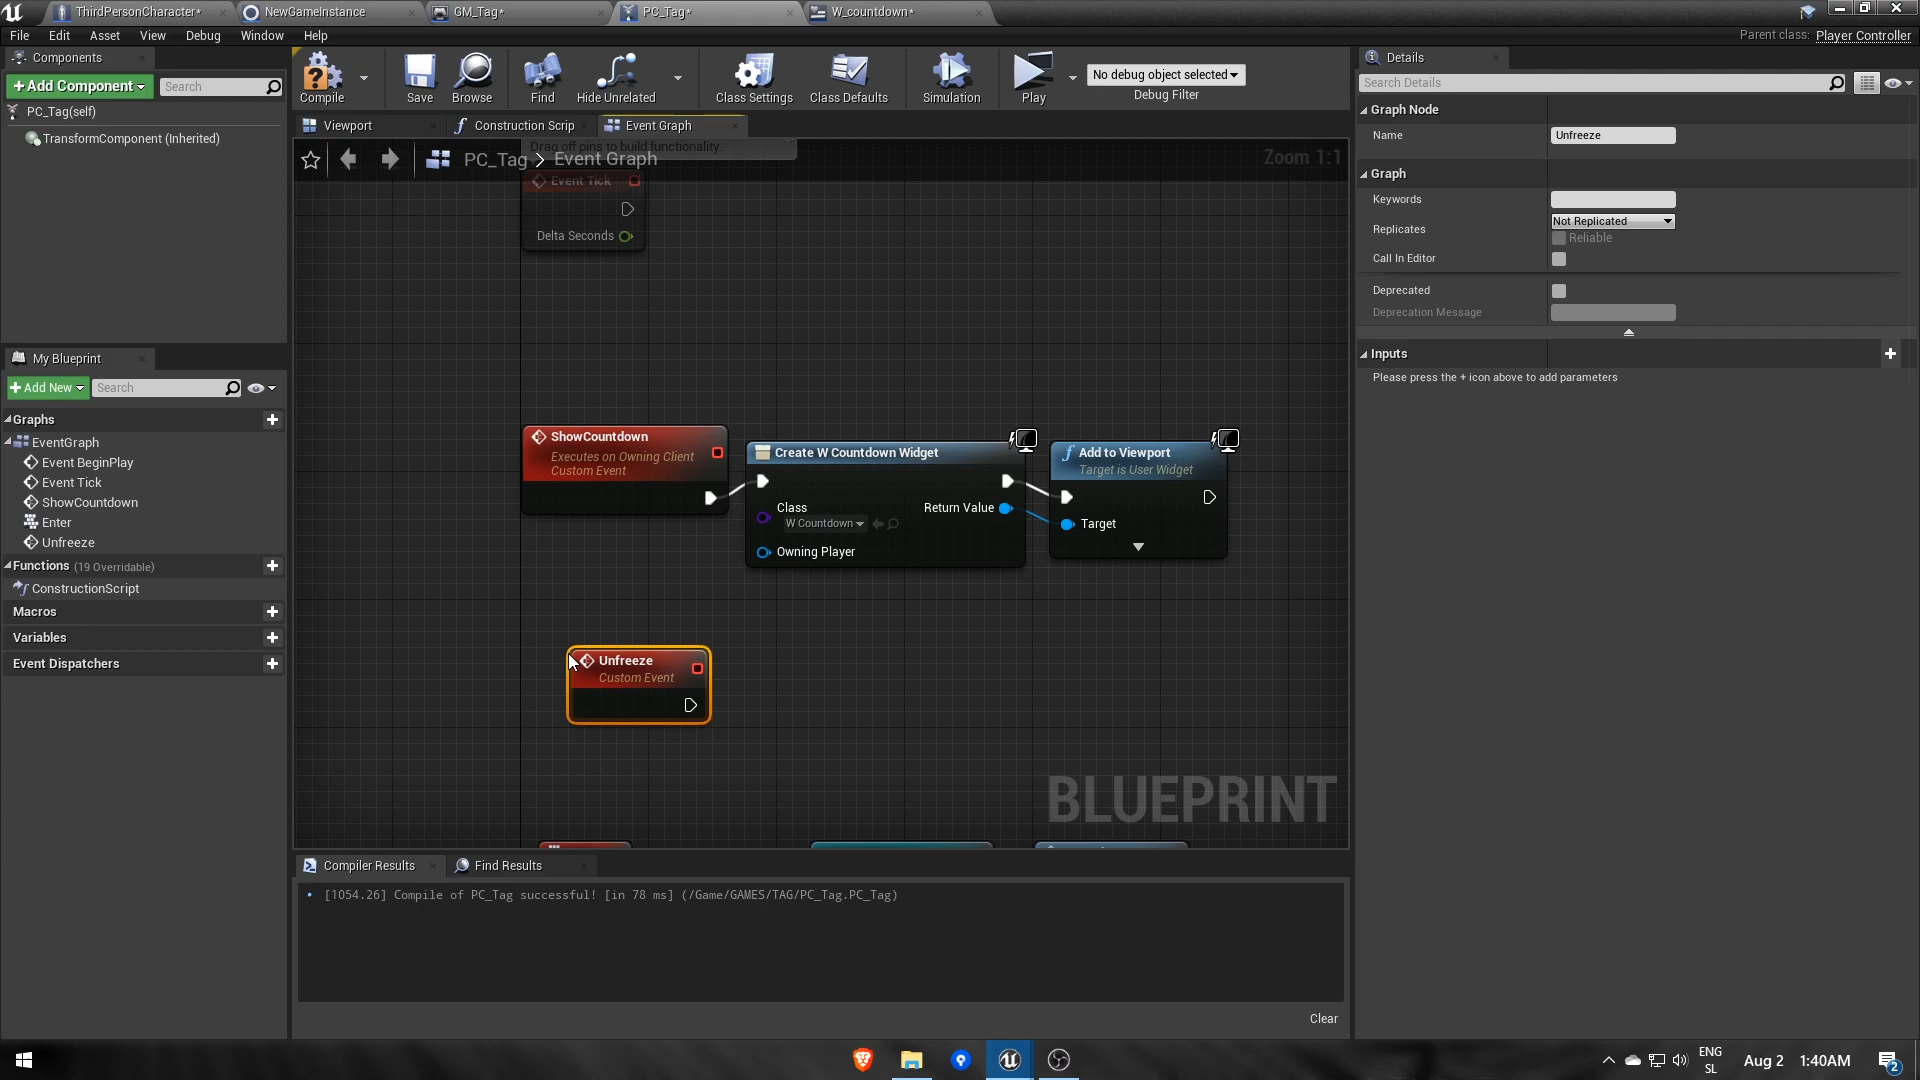 ThirdPersonCharacter*
NewGameInstance
GM_Tag*
PC_Tag*
W_countdown*
File
Edit
Asset
View
Debug
Window
Help
Parent class: Player Controller
Components
Add Component
Search
PC_Tag(self)
TransformComponent (Inherited)
Compile
Save
Browse
Find
Hide Unrelated
Class Settings
Class Defaults
Simulation
Play
No debug object selected
Debug Filter
Viewport
Construction Scrip
Event Graph
Drag off pins to build functionality.
PC_Tag > Event Graph
Zoom 1:1
Event Tick
Delta Seconds
ShowCountdown
Executes on Owning Client
Custom Event
Create W Countdown Widget
Class
W Countdown
Return Value
Owning Player
Add to Viewport
Target is User Widget
Target
Unfreeze
Custom Event
BLUEPRINT
My Blueprint
Add New
Search
Graphs
EventGraph
Event BeginPlay
Event Tick
ShowCountdown
Enter
Unfreeze
Functions (19 Overridable)
ConstructionScript
Macros
Variables
Event Dispatchers
Compiler Results
Find Results
[1054.26] Compile of PC_Tag successful! [in 78 ms] (/Game/GAMES/TAG/PC_Tag.PC_Tag)
Clear
Details
Search Details
Graph Node
Name
Unfreeze
Graph
Keywords
Replicates
Not Replicated
Reliable
Call In Editor
Deprecated
Deprecation Message
Inputs
Please press the + icon above to add parameters
ENG
SL
Aug 2
1:40AM
2